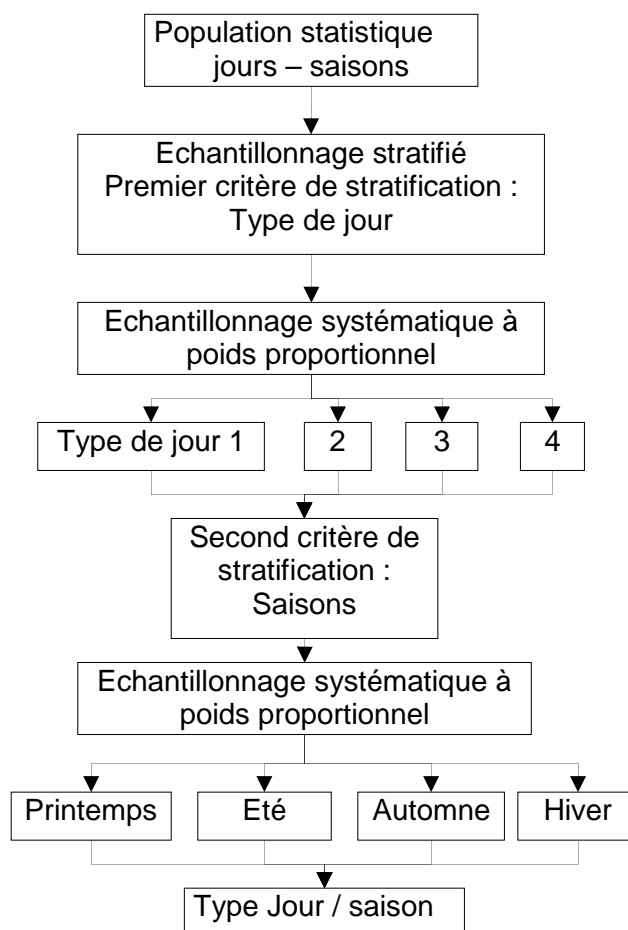 Population statistique
jours – saisons
Echantillonnage stratifié
Premier critère de stratification :
Type de jour
Echantillonnage systématique à
poids proportionnel
Type de jour 1
2
3
4
Second critère de
stratification :
Saisons
Echantillonnage systématique à
poids proportionnel
Printemps
Eté
Automne
Hiver
Type Jour / saison